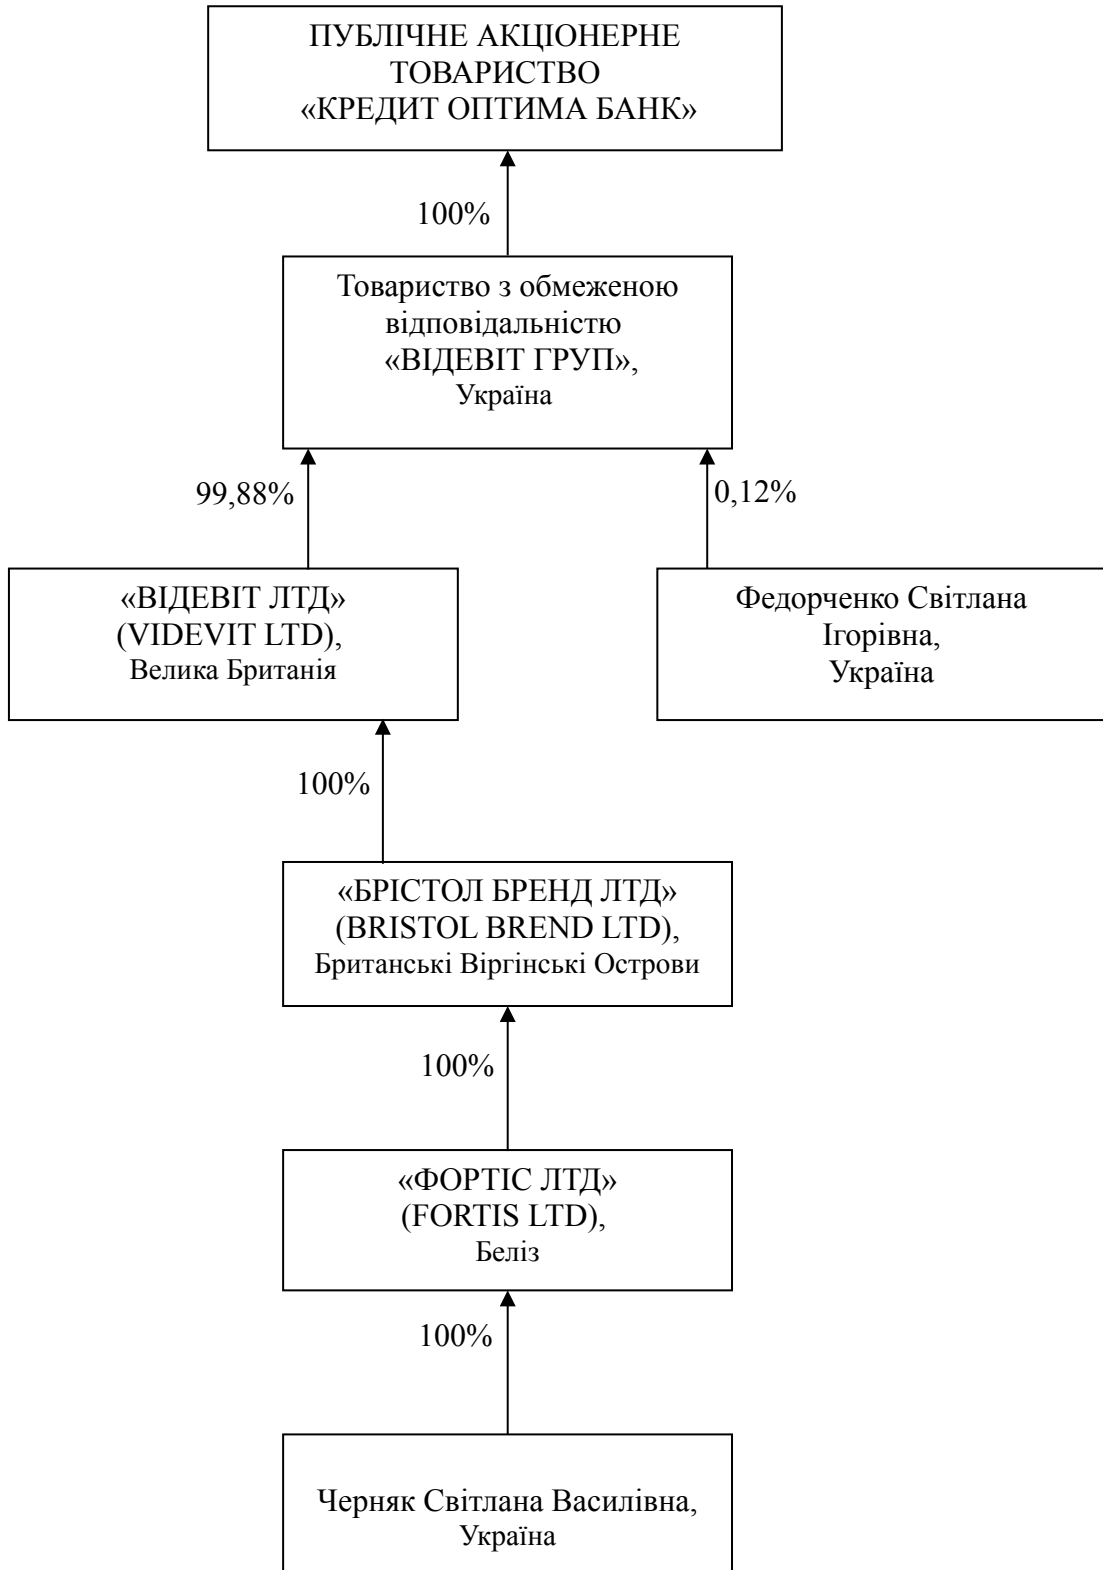 ПУБЛІЧНЕ АКЦІОНЕРНЕ
ТОВАРИСТВО
«КРЕДИТ ОПТИМА БАНК»
100%
Товариство з обмеженою
відповідальністю
«ВІДЕВІТ ГРУП»,
Україна
99,88%
0,12%
«ВІДЕВІТ ЛТД»
(VIDEVIT LTD),
Велика Британія
Федорченко Світлана
Ігорівна,
Україна
100%
«БРІСТОЛ БРЕНД ЛТД»
(BRISTOL BREND LTD),
Британські Віргінські Острови
100%
«ФОРТІС ЛТД»
(FORTIS LTD),
Беліз
100%
Черняк Світлана Василівна,
Україна